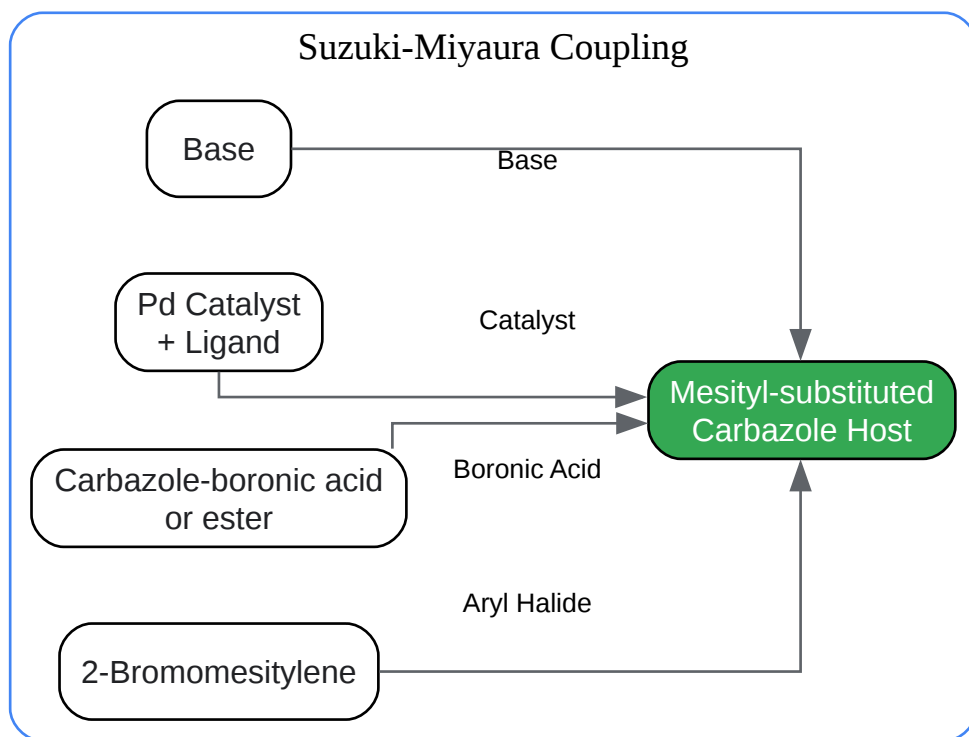 Suzuki-Miyaura Coupling
Base
Base
Pd Catalyst
+ Ligand
Catalyst
Mesityl-substituted
Carbazole Host
Carbazole-boronic acid
or ester
Boronic Acid
Aryl Halide
2-Bromomesitylene